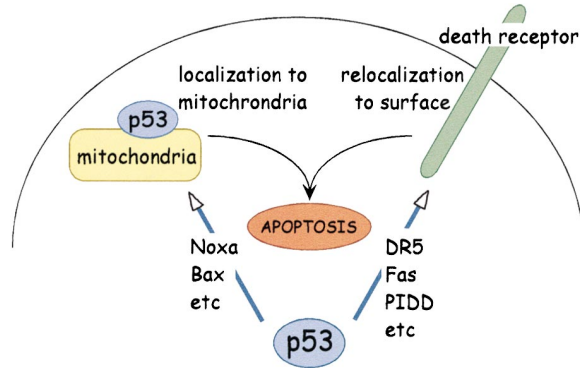 death receptor
localization to
mitochrondria
relocalization
to surface
p53
mitochondria
APOPTOSIS
Noxa
Bax
etc
DR5
Fas
PIDD
etc
p53